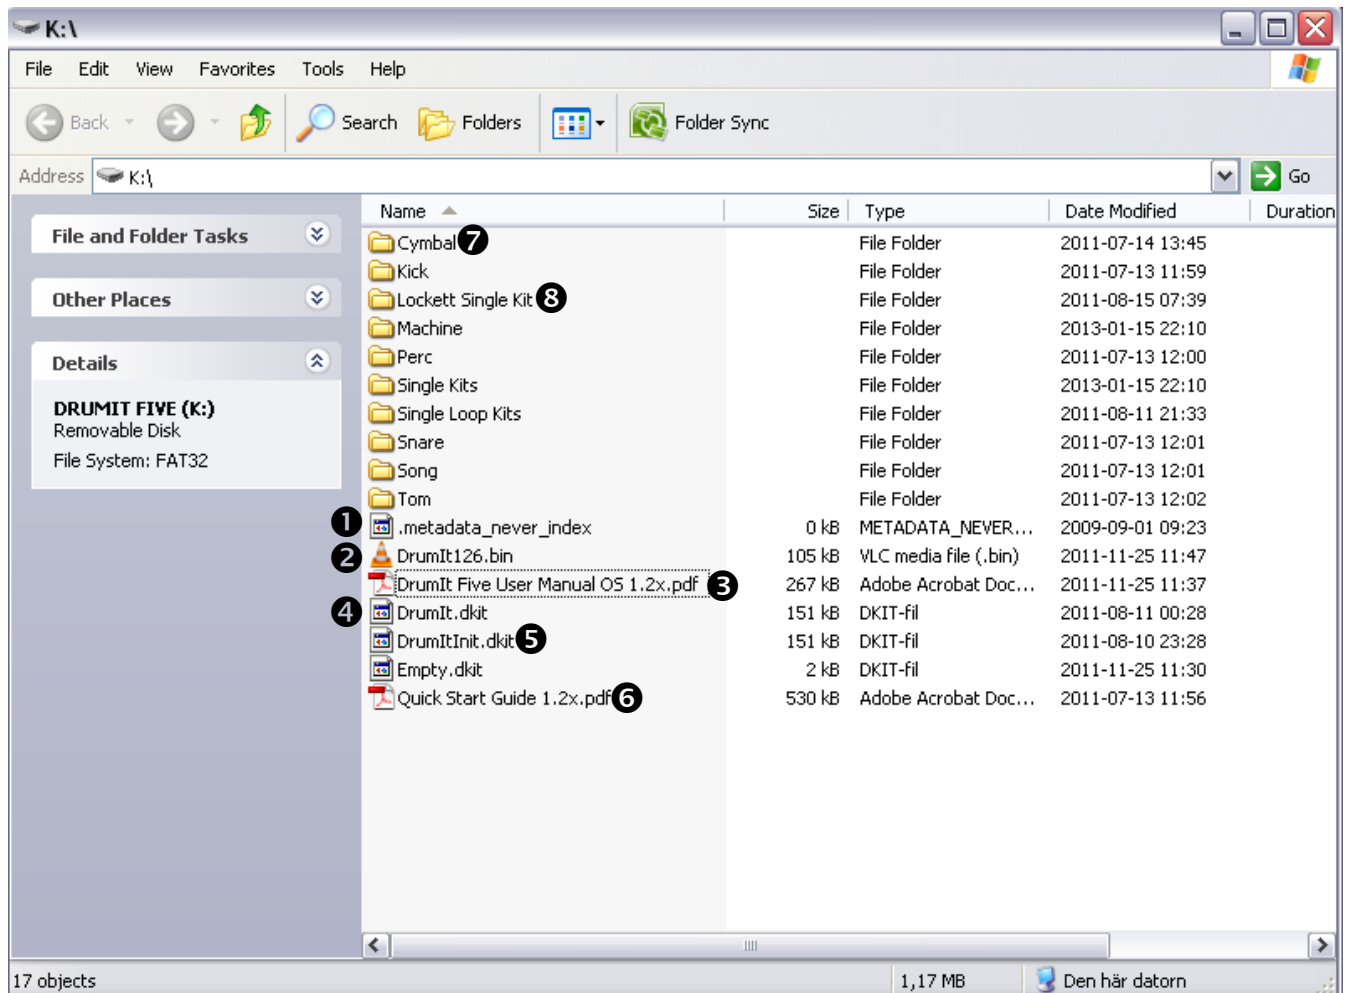 K:\
File Edit View Favorites Tools Help
Back Search Folders Folder Sync
Address K:\ Go
Name Size Type Date Modified Duration
File and Folder Tasks
Other Places
Details
DRUMIT FIVE (K:)
Removable Disk
File System: FAT32
Cymbal ❼ File Folder 2011-07-14 13:45
Kick File Folder 2011-07-13 11:59
Lockett Single Kit ❽ File Folder 2011-08-15 07:39
Machine File Folder 2013-01-15 22:10
Perc File Folder 2011-07-13 12:00
Single Kits File Folder 2013-01-15 22:10
Single Loop Kits File Folder 2011-08-11 21:33
Snare File Folder 2011-07-13 12:01
Song File Folder 2011-07-13 12:01
Tom File Folder 2011-07-13 12:02
❶ .metadata_never_index 0 kB METADATA_NEVER... 2009-09-01 09:23
❷ DrumIt126.bin 105 kB VLC media file (.bin) 2011-11-25 11:47
DrumIt Five User Manual OS 1.2x.pdf ❸ 267 kB Adobe Acrobat Doc... 2011-11-25 11:37
❹ DrumIt.dkit 151 kB DKIT-fil 2011-08-11 00:28
DrumItInit.dkit ❺ 151 kB DKIT-fil 2011-08-10 23:28
Empty.dkit 2 kB DKIT-fil 2011-11-25 11:30
Quick Start Guide 1.2x.pdf ❻ 530 kB Adobe Acrobat Doc... 2011-07-13 11:56
17 objects 1,17 MB Den här datorn